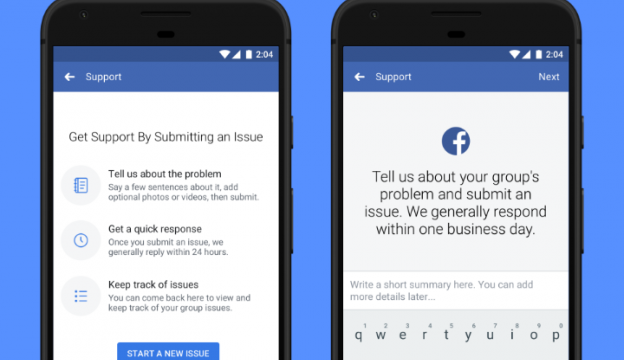 2:04
Support
Get Support By Submitting an Issue
Tell us about the problem
Say a few sentences about it, add
optional photos or videos, then submit.
Get a quick response
Once you submit an issue, we
generally reply within 24 hours.
Keep track of issues
You can come back here to view and
keep track of your group issues.
START A NEW ISSUE
2:04
Support Next
f
Tell us about your group's
problem and submit an
issue. We generally respond
within one business day.
Write a short summary here. You can add
more details later...
1 2 3 4 5 6 7 8 9 0
q w e r t y u i o p